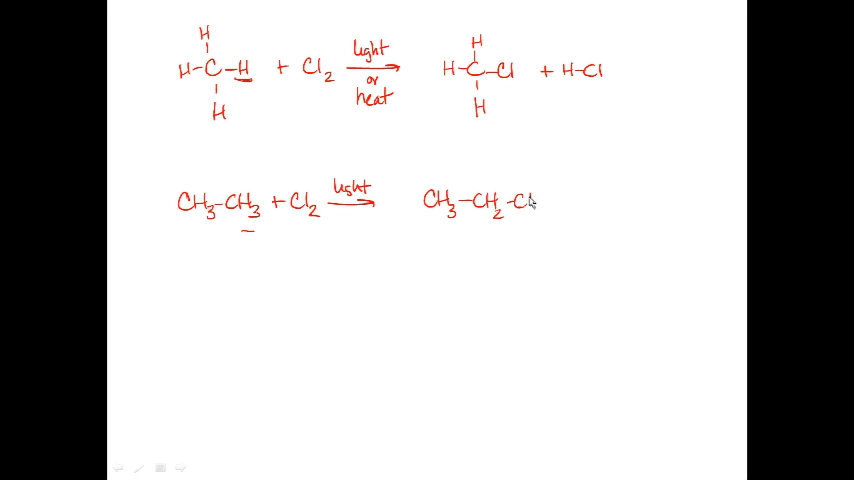 H
H-C-H + Cl2 light H-C-Cl + H-Cl
or
heat
H
H
H
CH3-CH3 + Cl2 light CH3-CH2-Cl